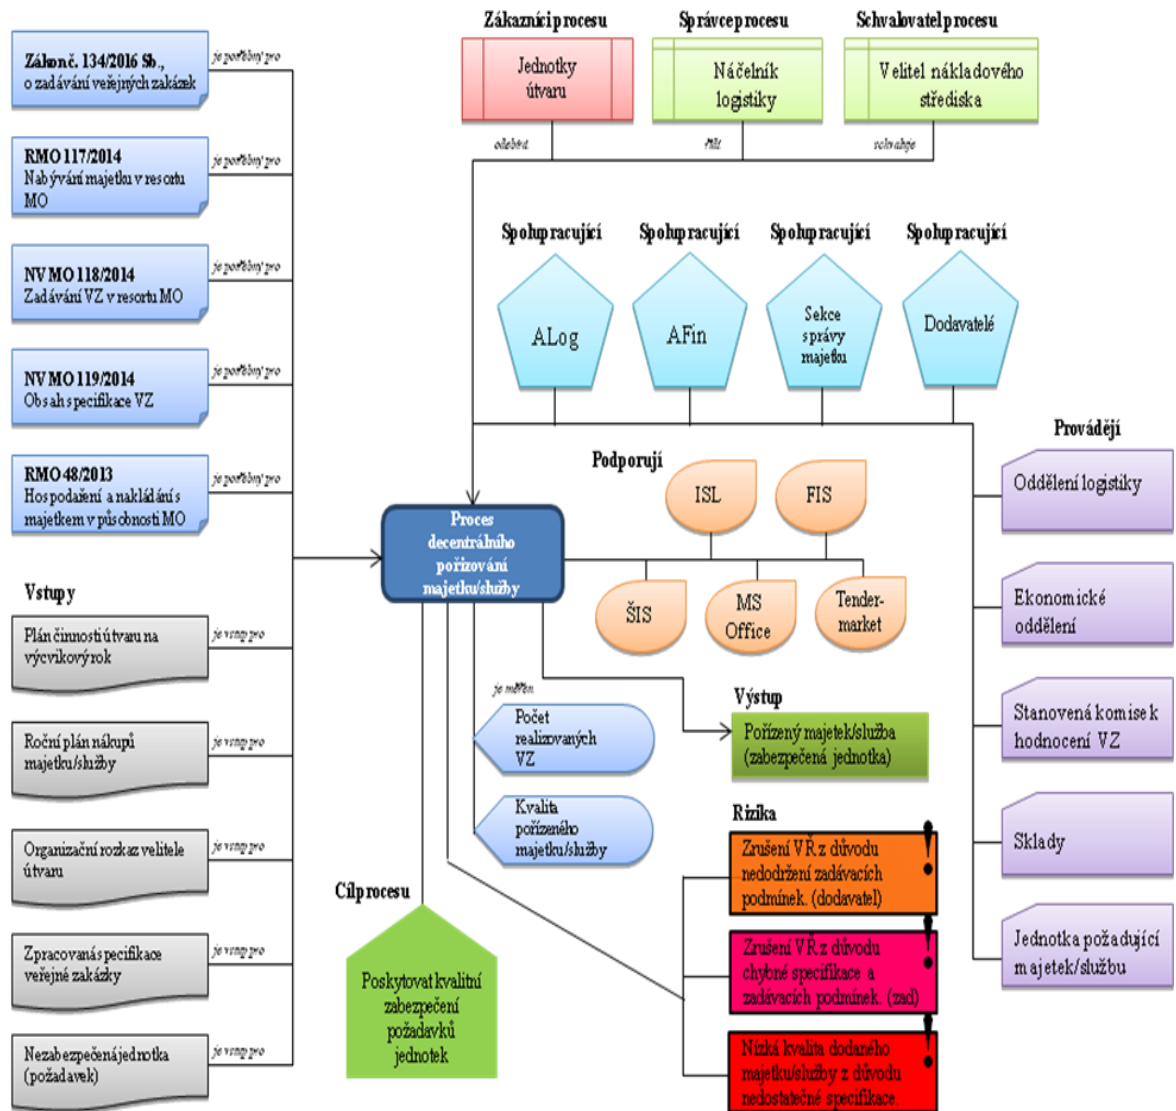 Zákon č. 134/2016 Sb.,
o zadávání veřejných zakázek
je potřebný pro
RMO 117/2014
Nabývání majetku v resortu
MO
je potřebný pro
NV MO 118/2014
Zadávání VZ v resortu MO
je potřebný pro
NV MO 119/2014
Obsah specifikace VZ
je potřebný pro
RMO 48/2013
Hospodaření a nakládání s
majetkem v působnosti MO
je potřebný pro
Vstupy
Plán činnosti útvaru na
výcvikový rok
je vstup pro
Roční plán nákupů
majetku/služby
je vstup pro
Organizační rozkaz velitele
útvaru
je vstup pro
Zpracovaná specifikace
veřejné zakázky
je vstup pro
Nezabezpečená jednotka
(požadavek)
je vstup pro
Zákazníci procesu
Jednotky
útvaru
odebírá
Správce procesu
Náčelník
logistiky
řídí
Schvalovatel procesu
Velitel nákladového
střediska
schvaluje
Spolupracující
ALog
Spolupracující
AFin
Spolupracující
Sekce
správy
majetku
Spolupracující
Dodavatelé
Proces
decentrálního
pořizování
majetku/služby
Podporují
ISL
FIS
ŠIS
MS
Office
Tender-
market
Provádějí
Oddělení logistiky
Ekonomické
oddělení
Stanovená komise k
hodnocení VZ
Sklady
Jednotka požadující
majetek/službu
je měřen
Počet
realizovaných
VZ
Kvalita
pořízeného
majetku/služby
Výstup
Pořízený majetek/služba
(zabezpečená jednotka)
Rizika
Zrušení VŘ z důvodu
nedodržení zadávacích
podmínek. (dodavatel)
Zrušení VŘ z důvodu
chybné specifikace a
zadávacích podmínek. (zad)
Nízká kvalita dodaného
majetku/služby z důvodu
nedostatečné specifikace.
Cíl procesu
Poskytovat kvalitní
zabezpečení
požadavků
jednotek